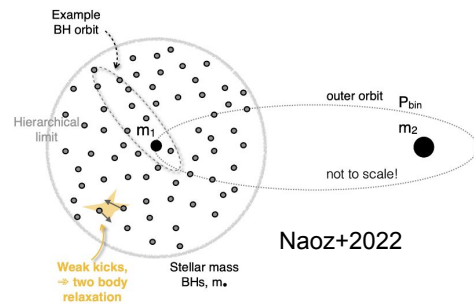 Example
BH orbit
outer orbit
P_bin
Hierarchical
limit
m₁
m₂
not to scale!
Naoz+2022
Weak kicks,
→ two body
relaxation
Stellar mass
BHs, m•